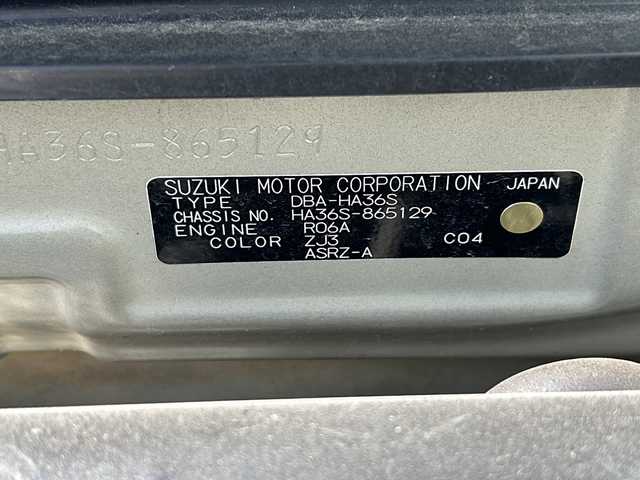 HA36S-865129
SUZUKI MOTOR CORPORATION JAPAN
TYPE DBA-HA36S
CHASSIS NO. HA36S-865129
ENGINE R06A
COLOR ZJ3 C04
ASRZ-A